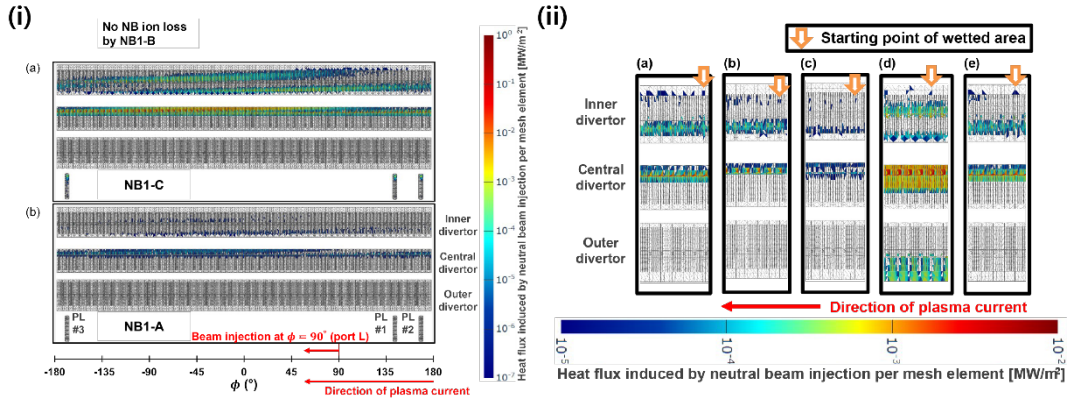 (i)
No NB ion loss
by NB1-B
(a)
NB1-C
(b)
Inner
divertor
Central
divertor
Outer
divertor
PL
#3
NB1-A
PL
#1
PL
#2
Beam injection at ϕ = 90° (port L)
-180 -135 -90 -45 0 45 90 135 180
ϕ (°)
Direction of plasma current
10⁰
10⁻¹
10⁻²
10⁻³
10⁻⁴
10⁻⁵
10⁻⁶
10⁻⁷
Heat flux induced by neutral beam injection per mesh element [MW/m²]
(ii)
Starting point of wetted area
(a) (b) (c) (d) (e)
Inner
divertor
Central
divertor
Outer
divertor
Direction of plasma current
10⁻⁵ 10⁻⁴ 10⁻³ 10⁻²
Heat flux induced by neutral beam injection per mesh element [MW/m²]